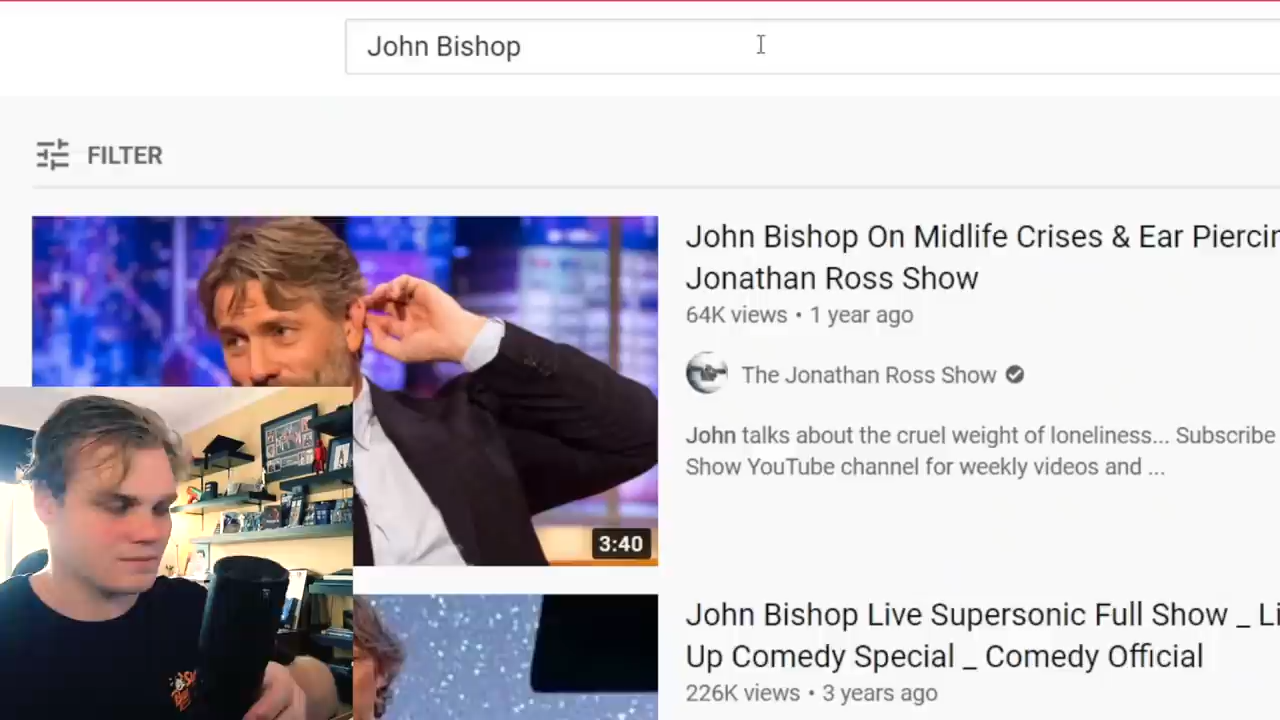 John Bishop
FILTER
John Bishop On Midlife Crises & Ear Piercin
Jonathan Ross Show
64K views • 1 year ago
The Jonathan Ross Show
John talks about the cruel weight of loneliness... Subscribe
Show YouTube channel for weekly videos and ...
3:40
John Bishop Live Supersonic Full Show _ Li
Up Comedy Special _ Comedy Official
226K views • 3 years ago